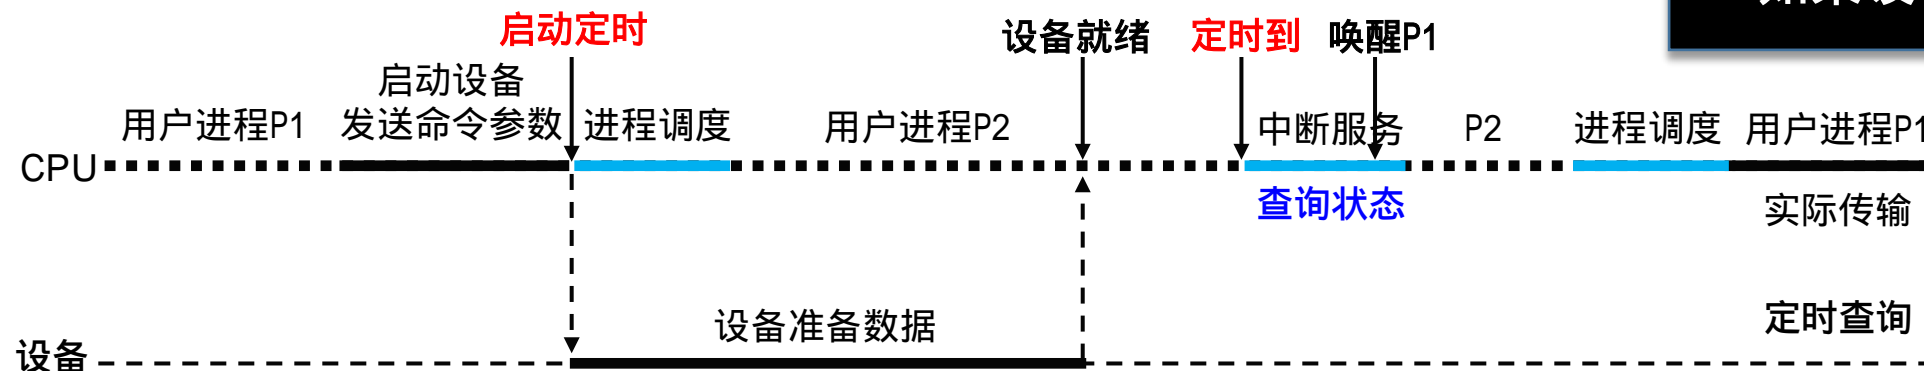 启动定时
设备就绪
定时到
唤醒P1
用户进程P1
启动设备
发送命令参数
进程调度
用户进程P2
中断服务
P2
进程调度
用户进程P1
CPU
查询状态
实际传输
设备准备数据
定时查询
设备